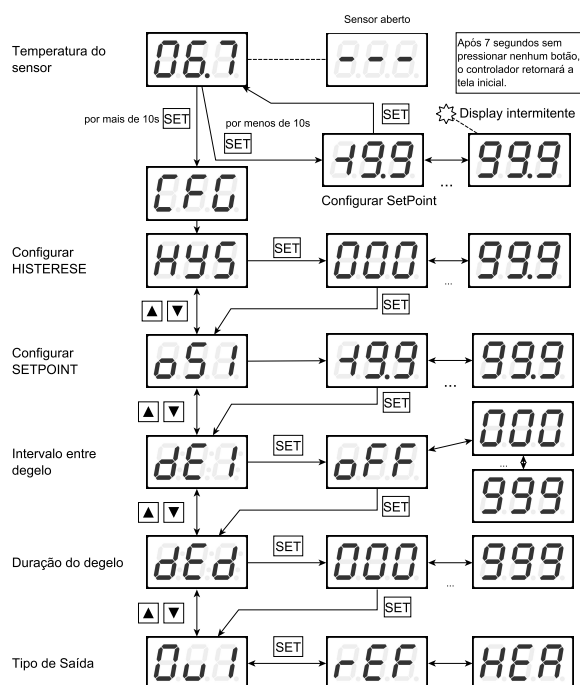 Sensor aberto
Temperatura do
sensor
06.7
- - -
Após 7 segundos sem
pressionar nenhum botão,
o controlador retornará a
tela inicial.
Display intermitente
por mais de 10s SET
por menos de 10s
SET
SET
-19.9
...
99.9
Configurar SetPoint
CFG
Configurar
HISTERESE
HYS
SET
000
...
99.9
▲ ▼
SET
Configurar
SETPOINT
oS1
-19.9
...
99.9
▲ ▼
SET
Intervalo entre
degelo
dE1
SET
oFF
000
...
999
▲ ▼
SET
Duração do degelo
dEd
SET
000
...
999
▲ ▼
SET
Tipo de Saída
Ou1
SET
rEF
HEA